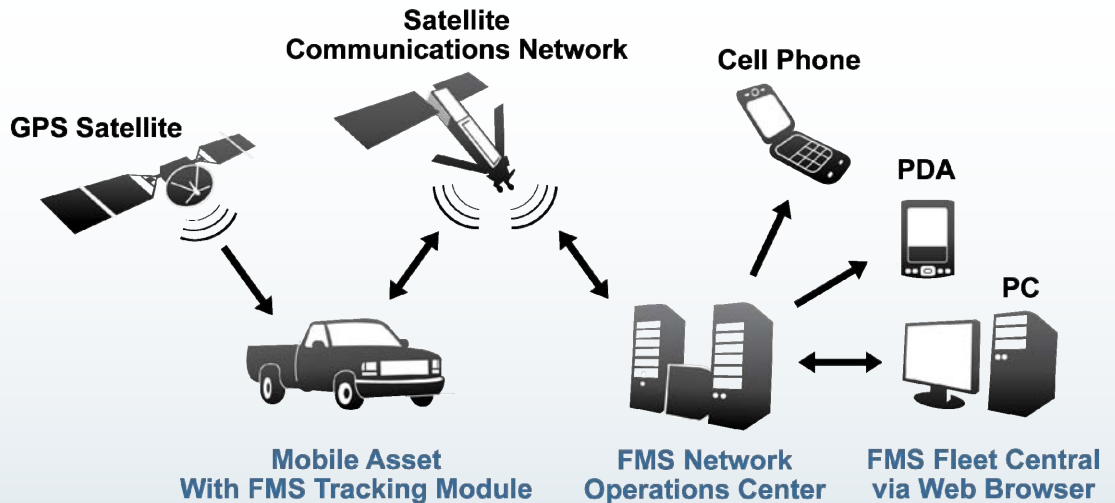 Satellite
Communications Network
Cell Phone
GPS Satellite
PDA
PC
Mobile Asset
With FMS Tracking Module
FMS Network
Operations Center
FMS Fleet Central
via Web Browser